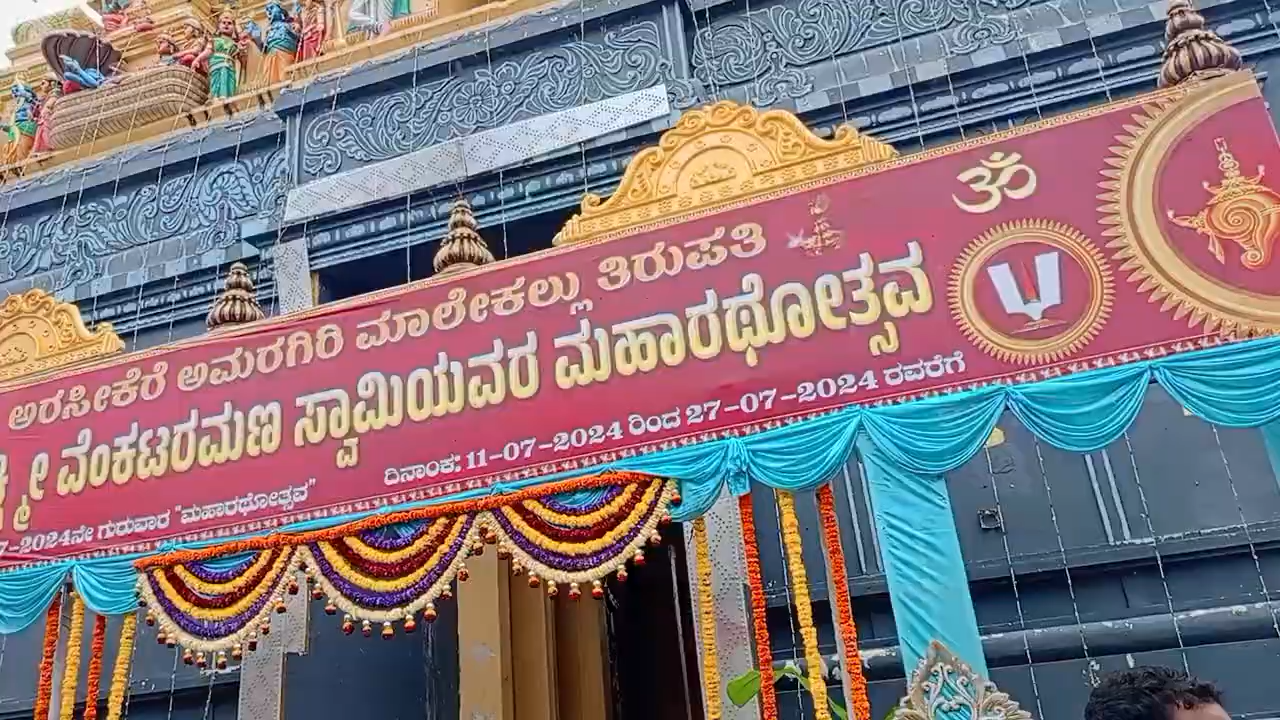 ಅರಸೀಕೆರೆ ಅಮರಗಿರಿ ಮಾಲೇಕಲ್ಲು ತಿರುಪತಿ
ವೆಂಕಟರಮಣ ಸ್ವಾಮಿಯವರ ಮಹಾರಥೋತ್ಸವ
ದಿನಾಂಕ: 11-07-2024 ರಿಂದ 27-07-2024 ರವರೆಗೆ
7-2024ನೇ ಗುರುವಾರ "ಮಹಾರಥೋತ್ಸವ"
ॐ